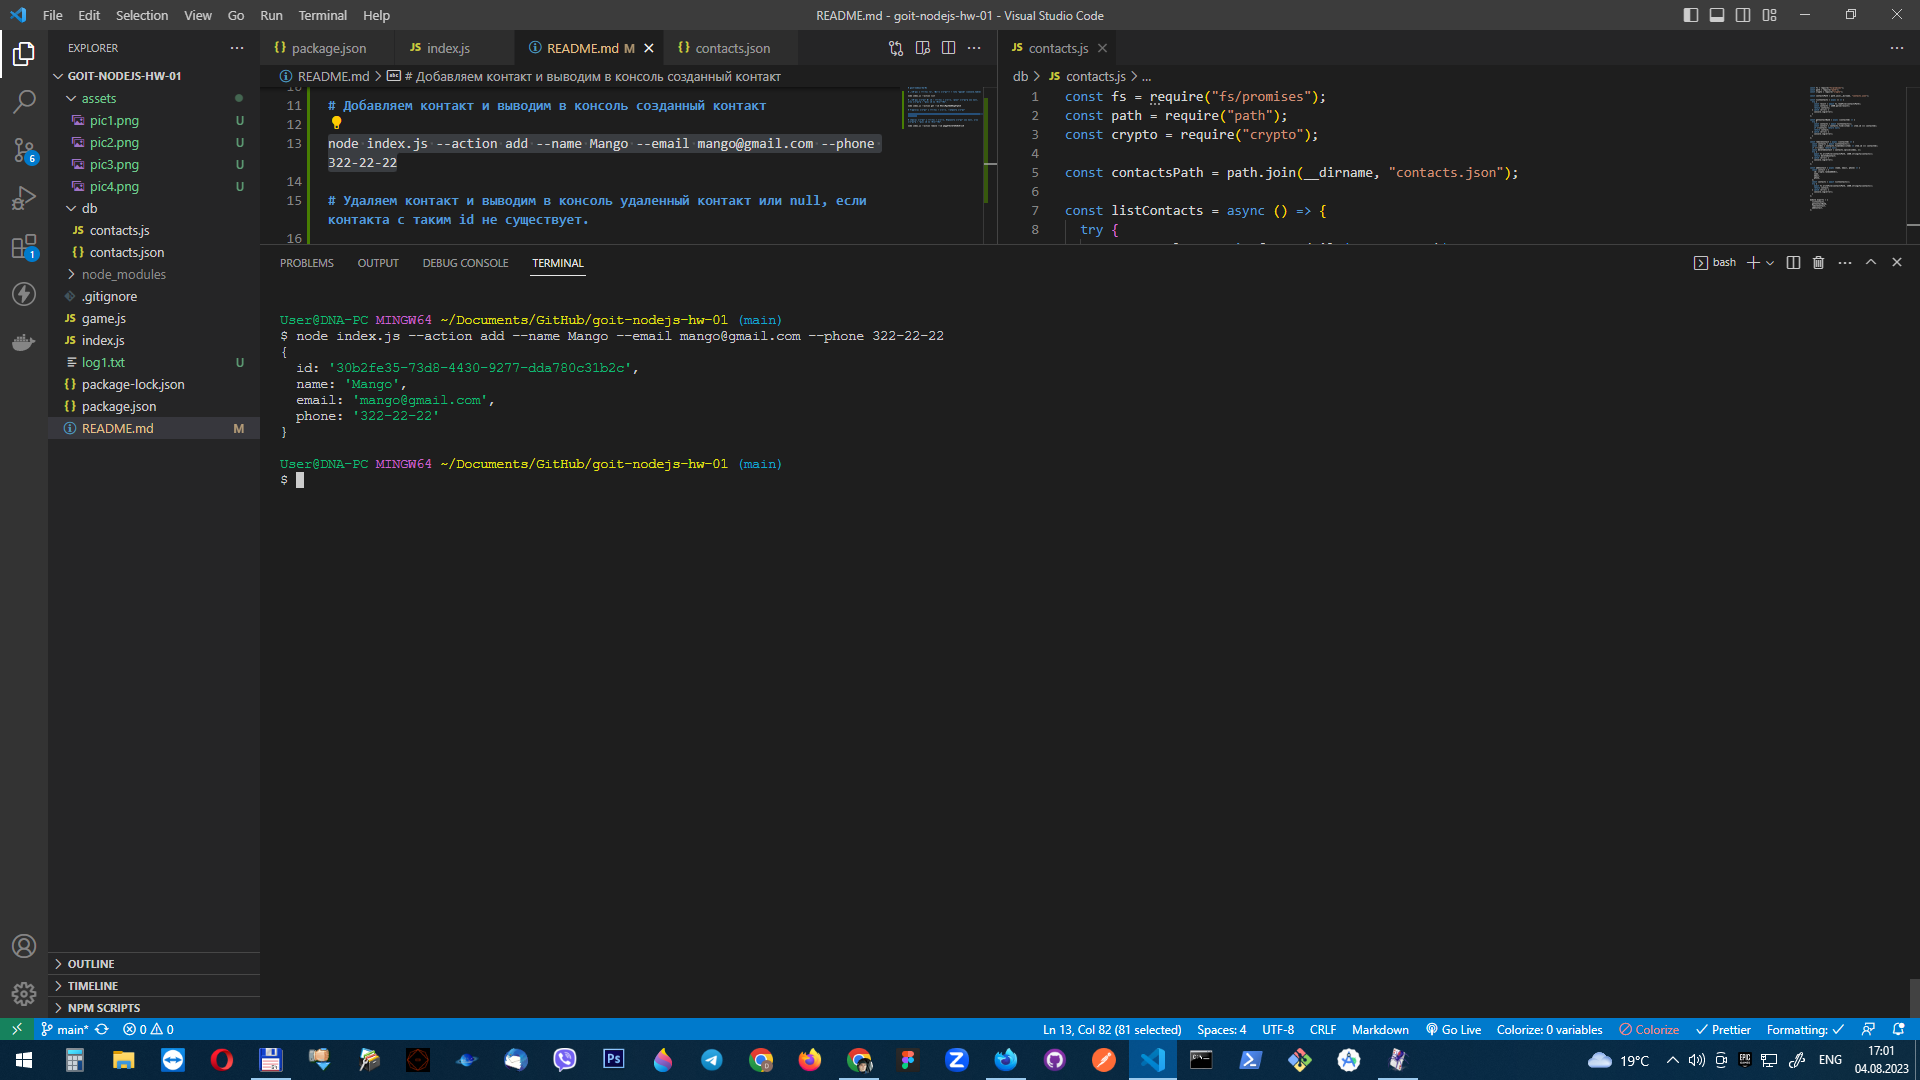 File Edit Selection View Go Run Terminal Help
README.md - goit-nodejs-hw-01 - Visual Studio Code
EXPLORER
GOIT-NODEJS-HW-01
assets
pic1.png U
pic2.png U
pic3.png U
pic4.png U
db
JS contacts.js
{} contacts.json
node_modules
.gitignore
JS game.js
JS index.js
log1.txt U
{} package-lock.json
{} package.json
README.md M
OUTLINE
TIMELINE
NPM SCRIPTS
{} package.json
JS index.js
README.md M
{} contacts.json
README.md > # Добавляем контакт и выводим в консоль созданный контакт
11 # Добавляем контакт и выводим в консоль созданный контакт
12
13 node index.js --action add --name Mango --email mango@gmail.com --phone
322-22-22
14
15 # Удаляем контакт и выводим в консоль удаленный контакт или null, если
контакта с таким id не существует.
16
JS contacts.js
db > JS contacts.js > ...
1 const fs = require("fs/promises");
2 const path = require("path");
3 const crypto = require("crypto");
4
5 const contactsPath = path.join(__dirname, "contacts.json");
6
7 const listContacts = async () => {
8 try {
PROBLEMS OUTPUT DEBUG CONSOLE TERMINAL
bash
User@DNA-PC MINGW64 ~/Documents/GitHub/goit-nodejs-hw-01 (main)
$ node index.js --action add --name Mango --email mango@gmail.com --phone 322-22-22
{
id: '30b2fe35-73d8-4430-9277-dda780c31b2c',
name: 'Mango',
email: 'mango@gmail.com',
phone: '322-22-22'
}
User@DNA-PC MINGW64 ~/Documents/GitHub/goit-nodejs-hw-01 (main)
$
main* 0 0
Ln 13, Col 82 (81 selected) Spaces: 4 UTF-8 CRLF Markdown Go Live Colorize: 0 variables Colorize Prettier Formatting:
19°C ENG
17:01
04.08.2023